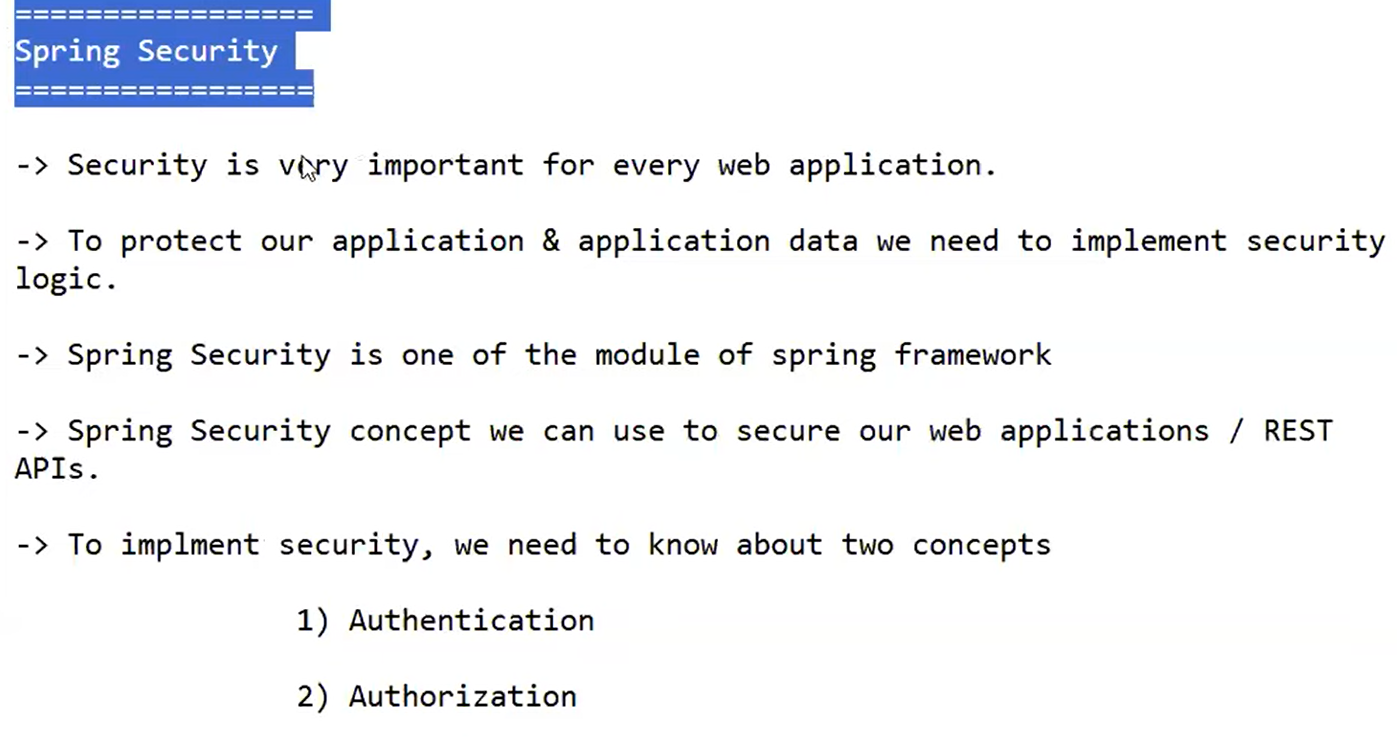 =================
Spring Security
=================
-> Security is very important for every web application.
-> To protect our application & application data we need to implement security
logic.
-> Spring Security is one of the module of spring framework
-> Spring Security concept we can use to secure our web applications / REST
APIs.
-> To implment security, we need to know about two concepts
1) Authentication
2) Authorization